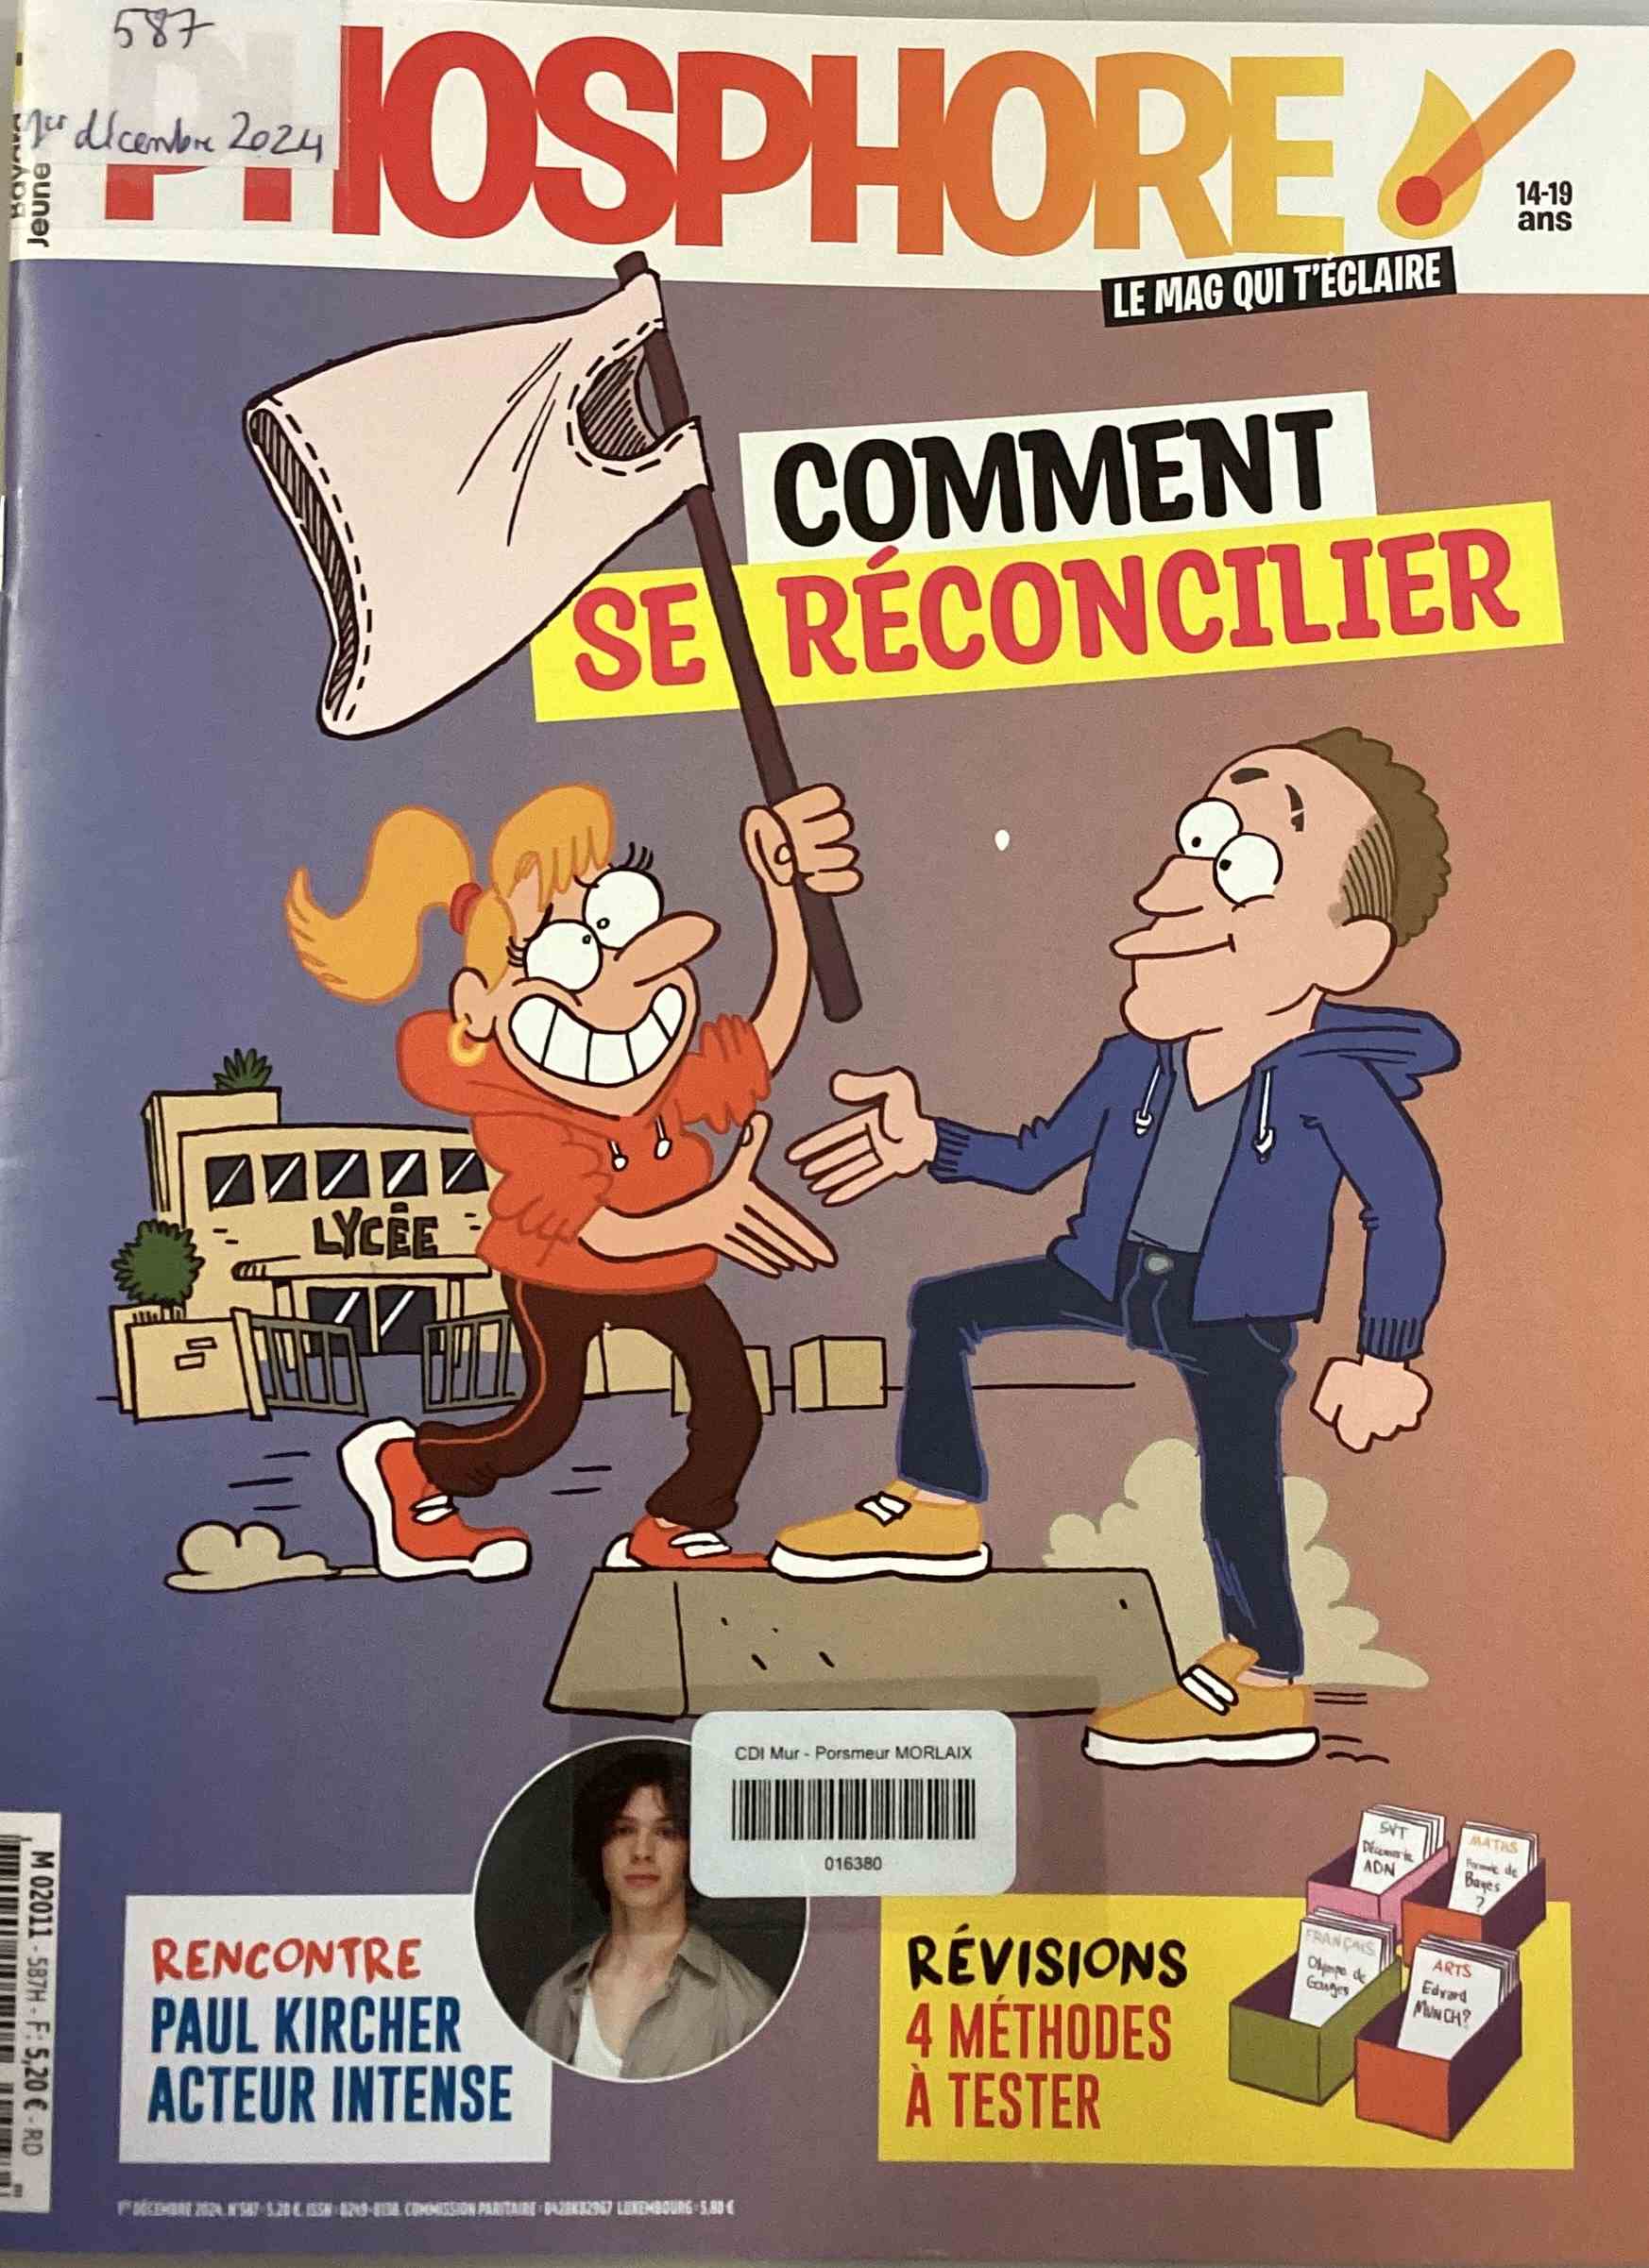 587
1er décembre 2024
PHOSPHORE
14-19
ans
LE MAG QUI T'ÉCLAIRE
Jeune
COMMENT
SE RÉCONCILIER
LYCÉE
CDI Mur - Porsmeur MORLAIX
016380
RENCONTRE
PAUL KIRCHER
ACTEUR INTENSE
RÉVISIONS
4 MÉTHODES
À TESTER
SVT
Découverte
ADN
MATHS
Formule de
Bayes
?
FRANÇAIS
Olympe de
Gouges
ARTS
Edvard
MUNCH?
M 02011 - 587H - F: 5,20 € - RD
1er DÉCEMBRE 2024. N°587 - 5,20 €. ISSN : 0249-0138. COMMISSION PARITAIRE : 0428K82967 LUXEMBOURG : 5,80 €